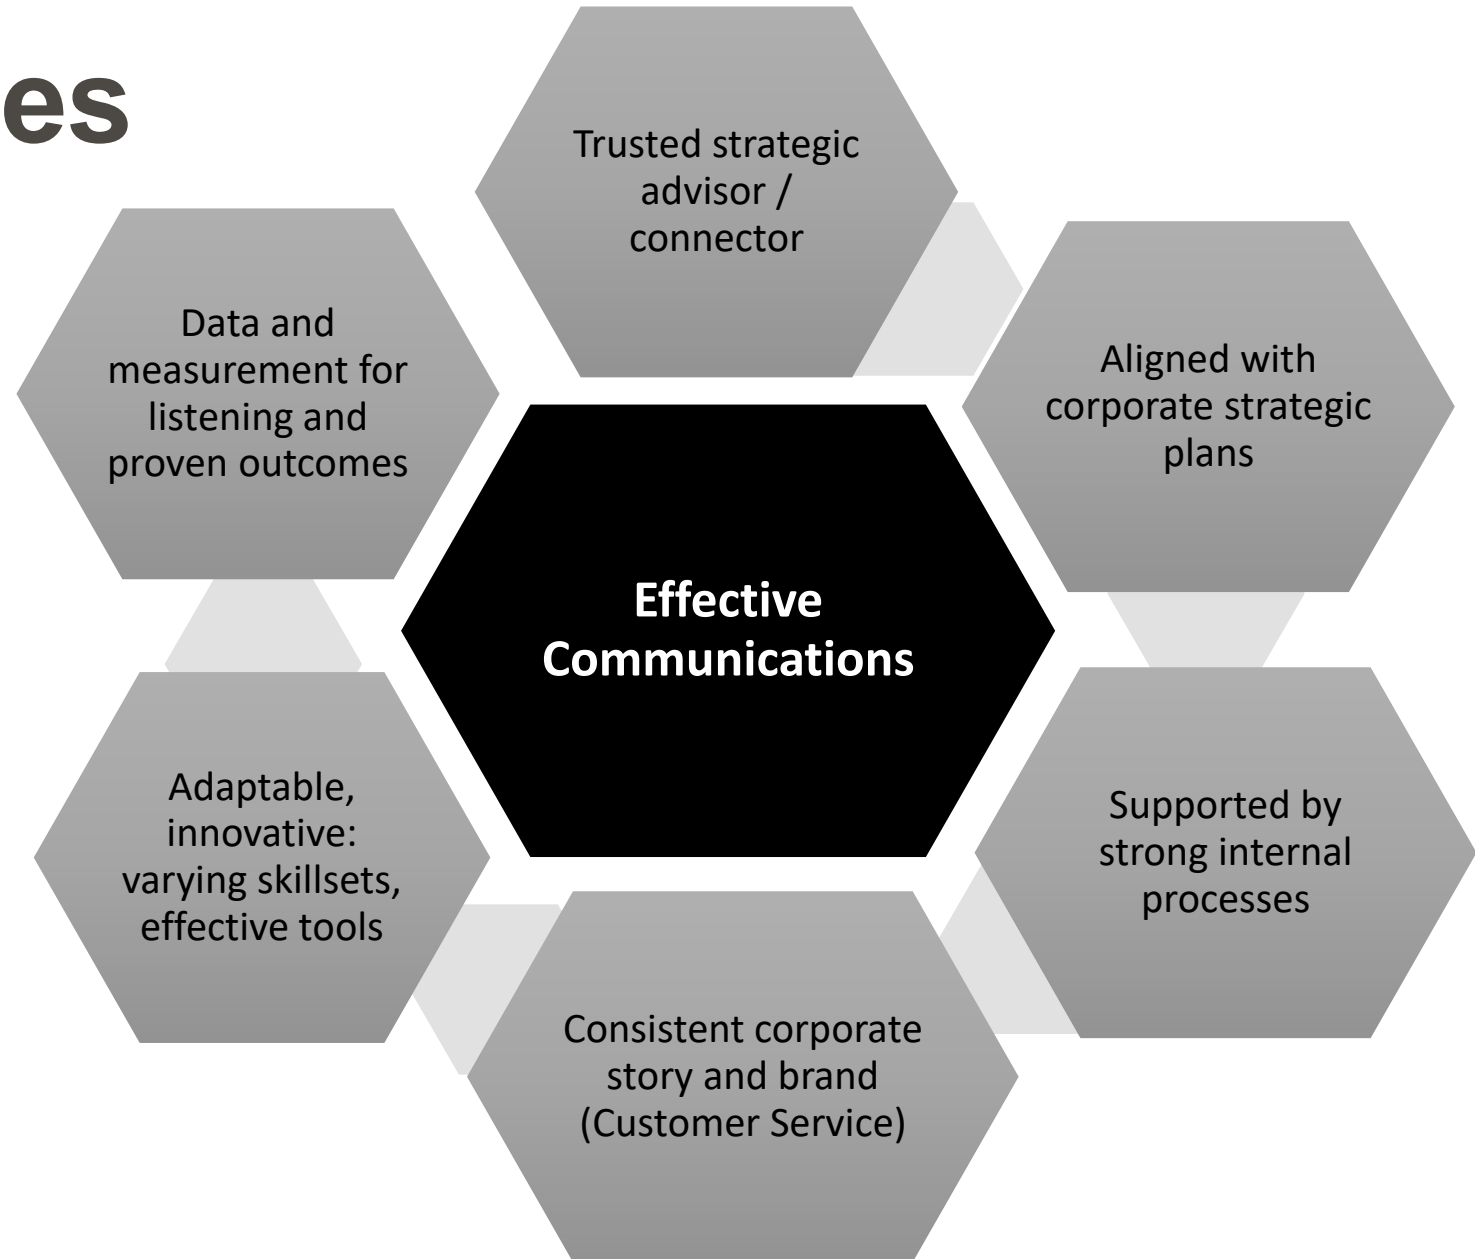 es
Trusted strategic
advisor /
connector
Aligned with
corporate strategic
plans
Supported by
strong internal
processes
Consistent corporate
story and brand
(Customer Service)
Adaptable,
innovative:
varying skillsets,
effective tools
Data and
measurement for
listening and
proven outcomes
Effective
Communications